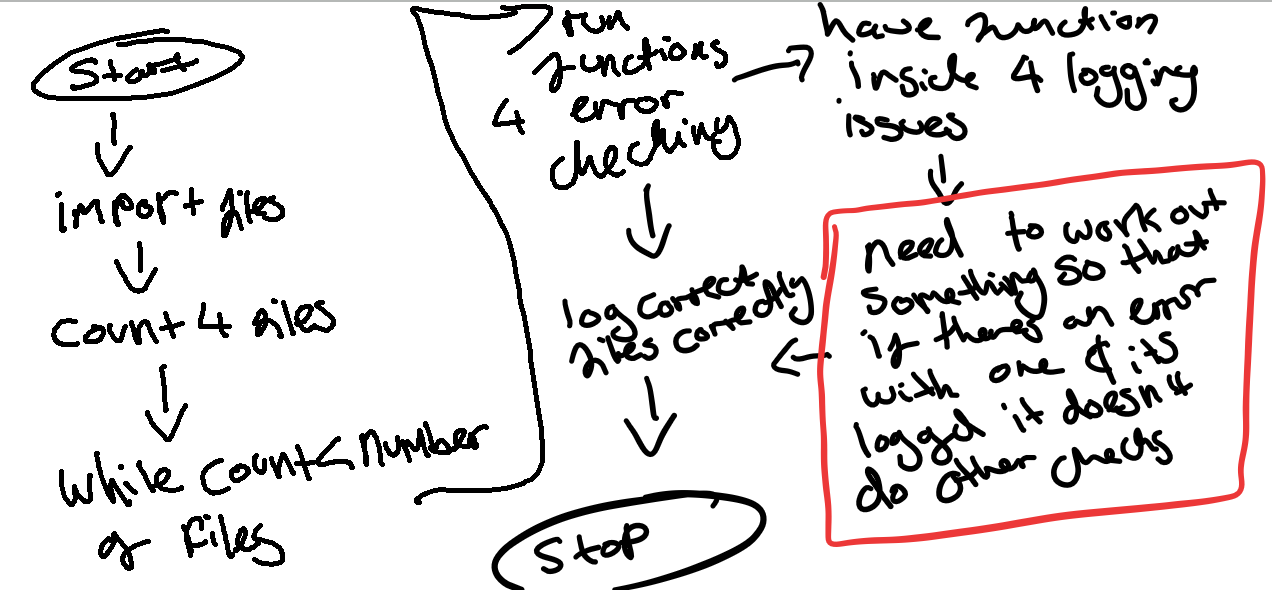 Start
import files
count 4 files
while count < number
of files
run
functions
4 error
checking
have function
inside 4 logging
issues
need to work out
something so that
if theres an error
with one & its
logged it doesn't
do other checks
log correct
files correctly
Stop